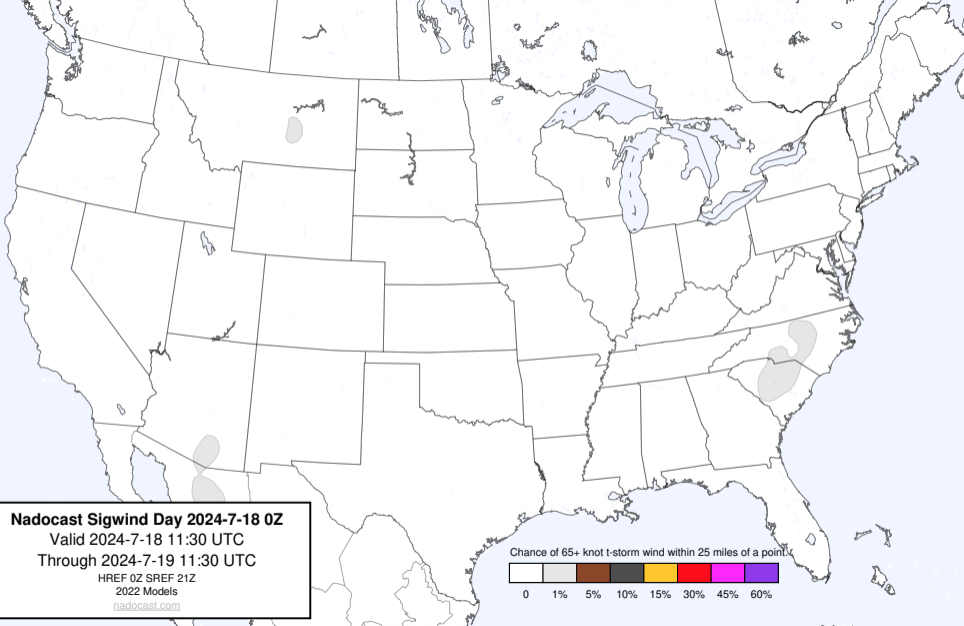 Nadocast Sigwind Day 2024-7-18 0Z
Valid 2024-7-18 11:30 UTC
Through 2024-7-19 11:30 UTC
HREF 0Z SREF 21Z
2022 Models
nadocast.com
Chance of 65+ knot t-storm wind within 25 miles of a point.
0 1% 5% 10% 15% 30% 45% 60%